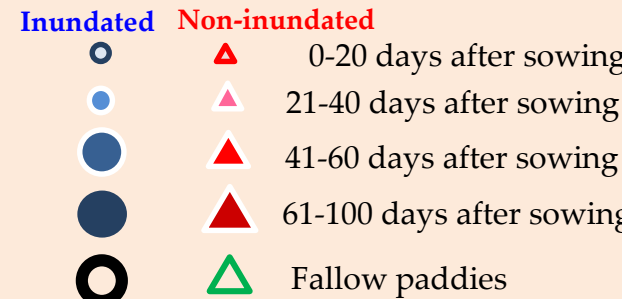 Inundated Non-inundated
0-20 days after sowing
21-40 days after sowing
41-60 days after sowing
61-100 days after sowing
Fallow paddies